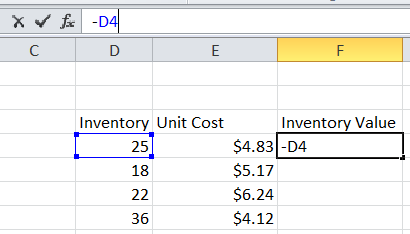 -D4
C D E F
Inventory Unit Cost Inventory Value
25 $4.83 -D4
18 $5.17
22 $6.24
36 $4.12